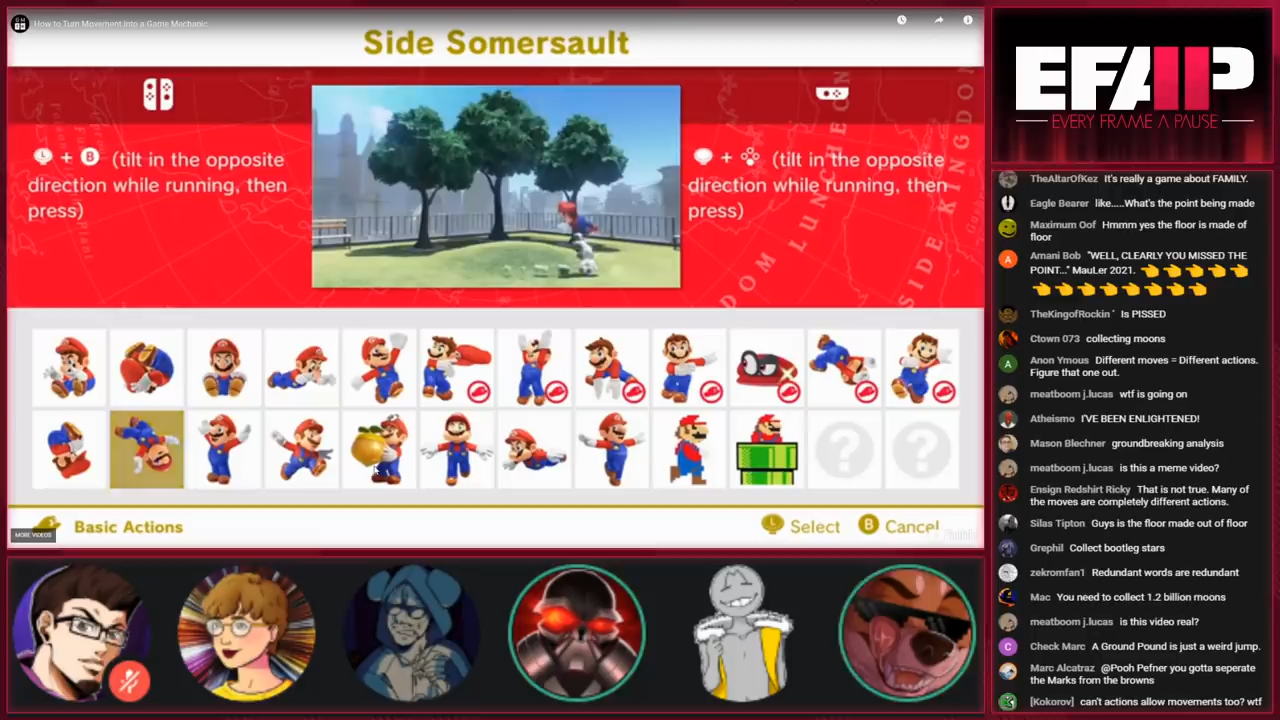 How to Turn Movement into a Game Mechanic
Side Somersault
L + B (tilt in the opposite
direction while running, then
press)
(tilt in the opposite
direction while running, then
press)
DOM LUNCH
SIDE KINGDOM
Basic Actions
L Select B Cancel
MORE VIDEOS
EFAP
EVERY FRAME A PAUSE
TheAltarOfKez It's really a game about FAMILY.
Eagle Bearer like.....What's the point being made
Maximum Oof Hmmm yes the floor is made of
floor
Amani Bob "WELL, CLEARLY YOU MISSED THE
POINT..." MauLer 2021. 👈👈👈👈👈
👈👈👈👈👈👈👈👈
TheKingofRockin´ Is PISSED
Ctown 073 collecting moons
Anon Ymous Different moves = Different actions.
Figure that one out.
meatboom j.lucas wtf is going on
Atheismo I'VE BEEN ENLIGHTENED!
Mason Blechner groundbreaking analysis
meatboom j.lucas is this a meme video?
Ensign Redshirt Ricky That is not true. Many of
the moves are completely different actions.
Silas Tipton Guys is the floor made out of floor
Grephil Collect bootleg stars
zekromfan1 Redundant words are redundant
Mac You need to collect 1.2 billion moons
meatboom j.lucas is this video real?
Check Marc A Ground Pound is just a weird jump.
Marc Alcatraz @Pooh Pefner you gotta seperate
the Marks from the browns
[Kokorov] can't actions allow movements too? wtf